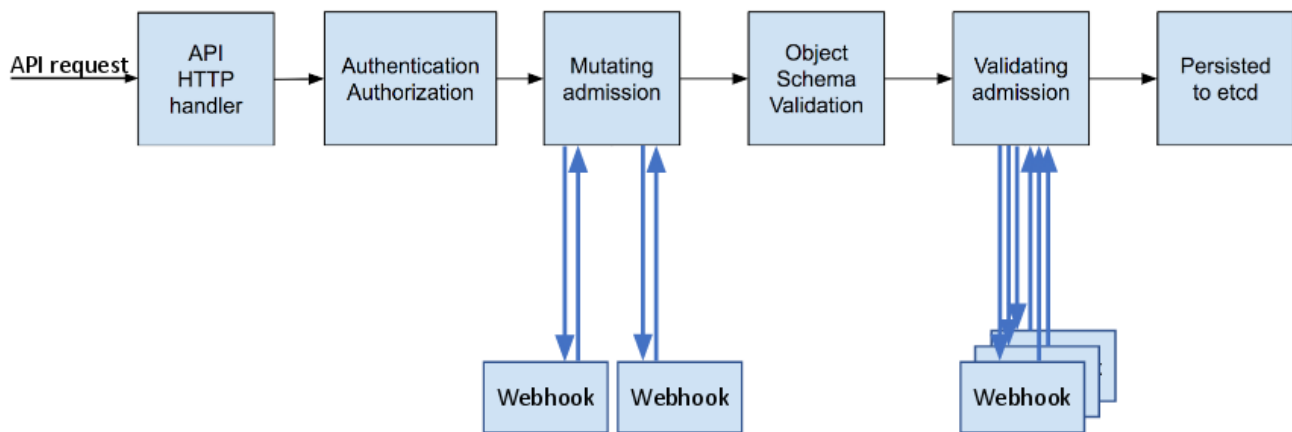 API request
API
HTTP
handler
Authentication
Authorization
Mutating
admission
Object
Schema
Validation
Validating
admission
Persisted
to etcd
Webhook
Webhook
Webhook